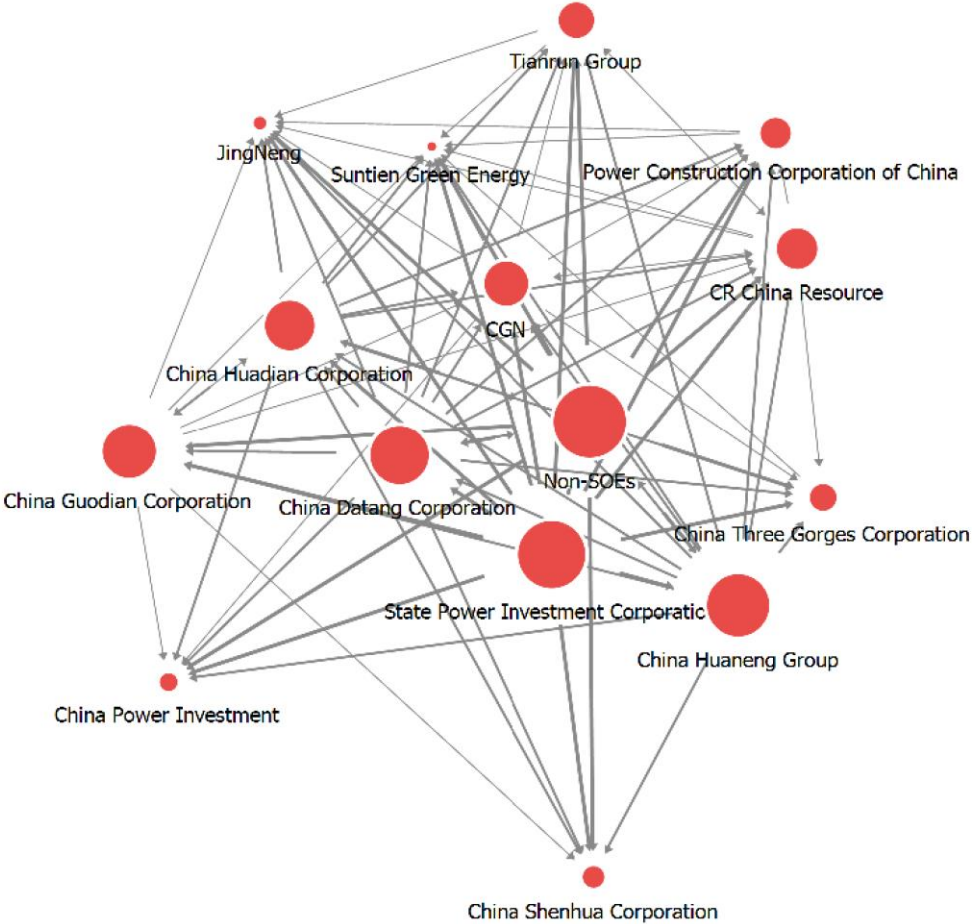 Tianrun Group
JingNeng
Suntien Green Energy
Power Construction Corporation of China
CR China Resource
CGN
China Huadian Corporation
Non-SOEs
China Guodian Corporation
China Datang Corporation
China Three Gorges Corporation
State Power Investment Corporatic
China Huaneng Group
China Power Investment
China Shenhua Corporation